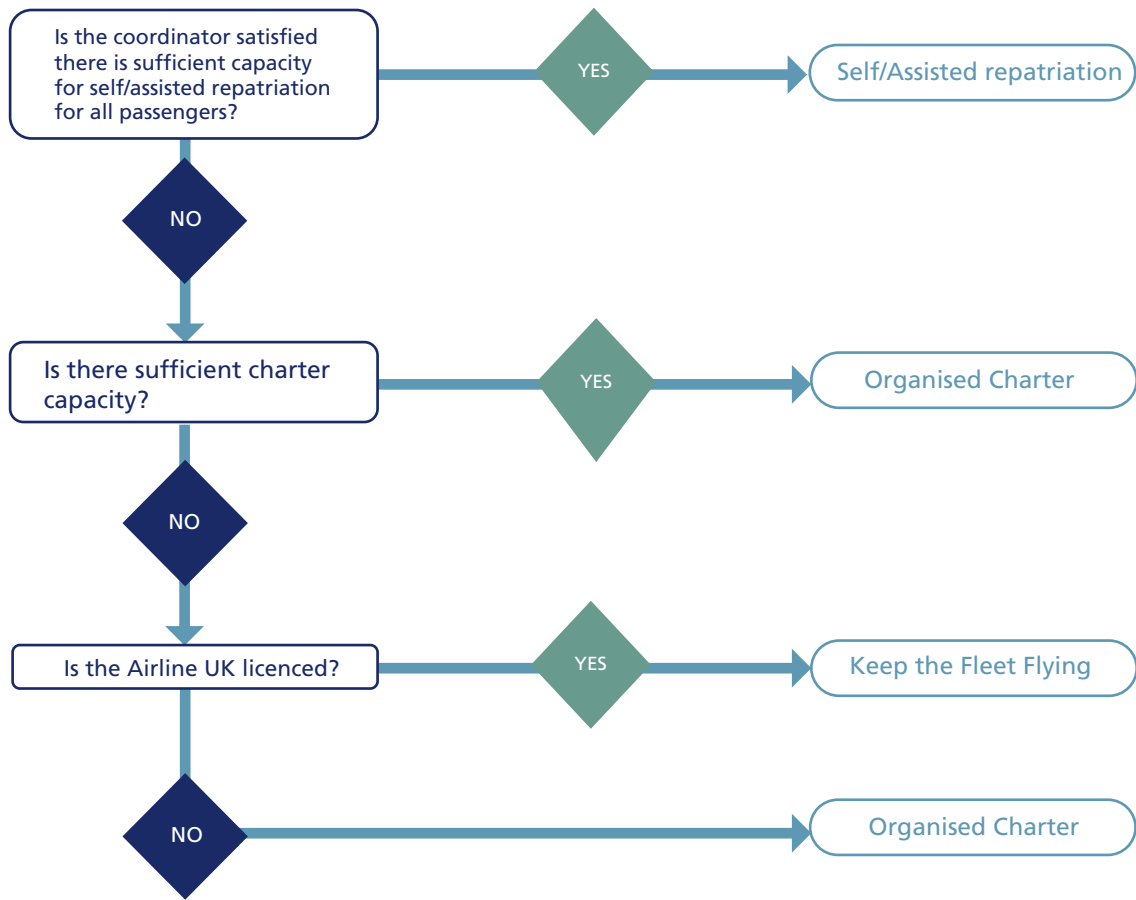 Is the coordinator satisfied
there is sufficient capacity
for self/assisted repatriation
for all passengers?
YES
Self/Assisted repatriation
NO
Is there sufficient charter
capacity?
YES
Organised Charter
NO
Is the Airline UK licenced?
YES
Keep the Fleet Flying
NO
Organised Charter